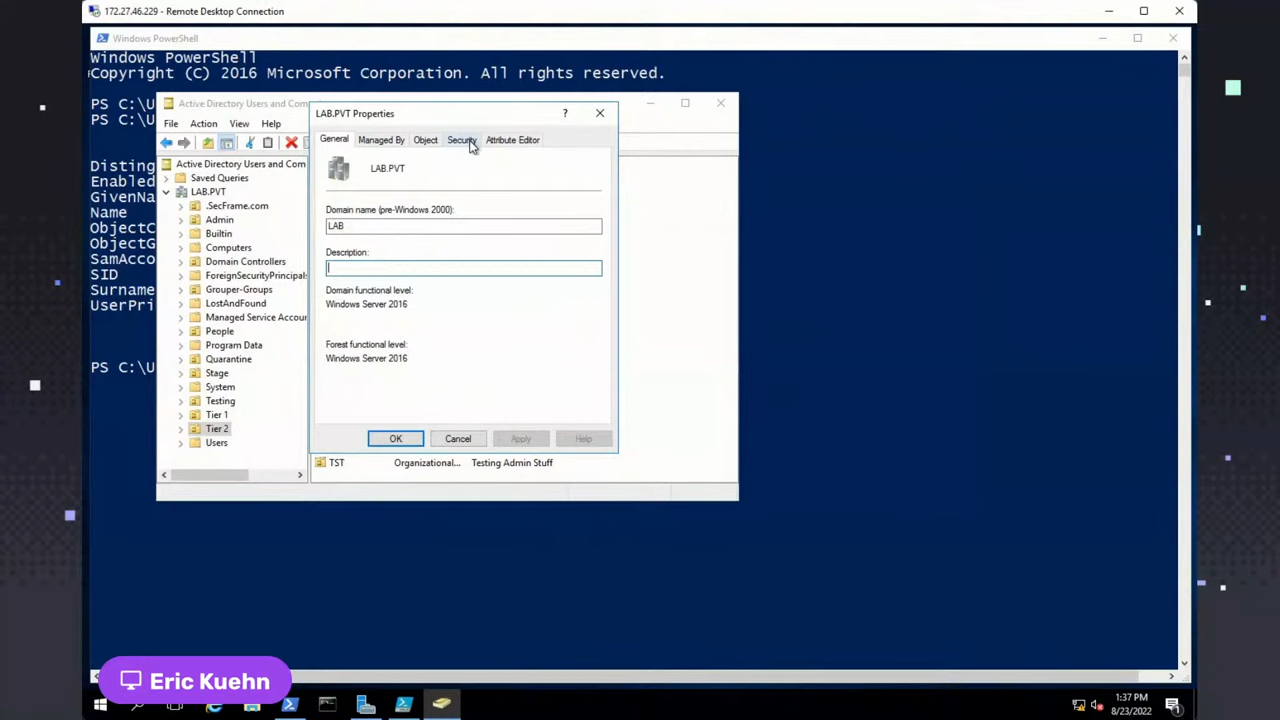 172.27.46.229 - Remote Desktop Connection
Windows PowerShell
Windows PowerShell
Copyright (C) 2016 Microsoft Corporation. All rights reserved.
PS C:\U
PS C:\U
Disting
Enabled
GivenNa
Name
ObjectC
ObjectG
SamAcco
SID
Surname
UserPri
PS C:\U
Active Directory Users and Com
File Action View Help
Active Directory Users and Com
Saved Queries
LAB.PVT
.SecFrame.com
Admin
Builtin
Computers
Domain Controllers
ForeignSecurityPrincipals
Grouper-Groups
LostAndFound
Managed Service Accou
People
Program Data
Quarantine
Stage
System
Testing
Tier 1
Tier 2
Users
TST Organizational... Testing Admin Stuff
LAB.PVT Properties
General Managed By Object Security Attribute Editor
LAB.PVT
Domain name (pre-Windows 2000):
LAB
Description:
Domain functional level:
Windows Server 2016
Forest functional level:
Windows Server 2016
OK Cancel Apply Help
Eric Kuehn
1:37 PM
8/23/2022
1